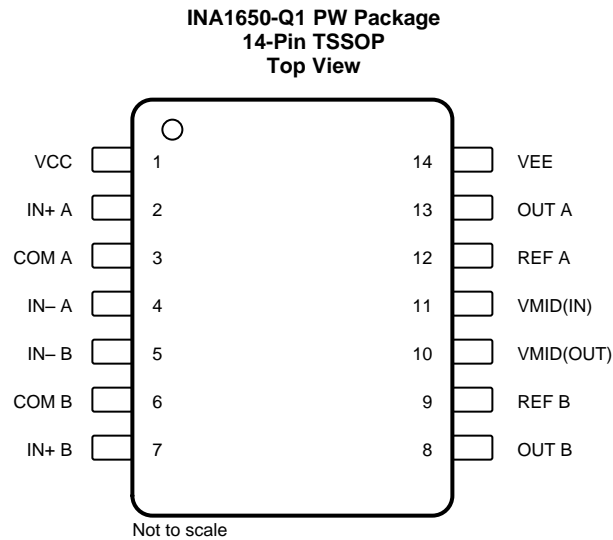 INA1650-Q1 PW Package
14-Pin TSSOP
Top View
VCC 1 14 VEE
IN+ A 2 13 OUT A
COM A 3 12 REF A
IN– A 4 11 VMID(IN)
IN– B 5 10 VMID(OUT)
COM B 6 9 REF B
IN+ B 7 8 OUT B
Not to scale